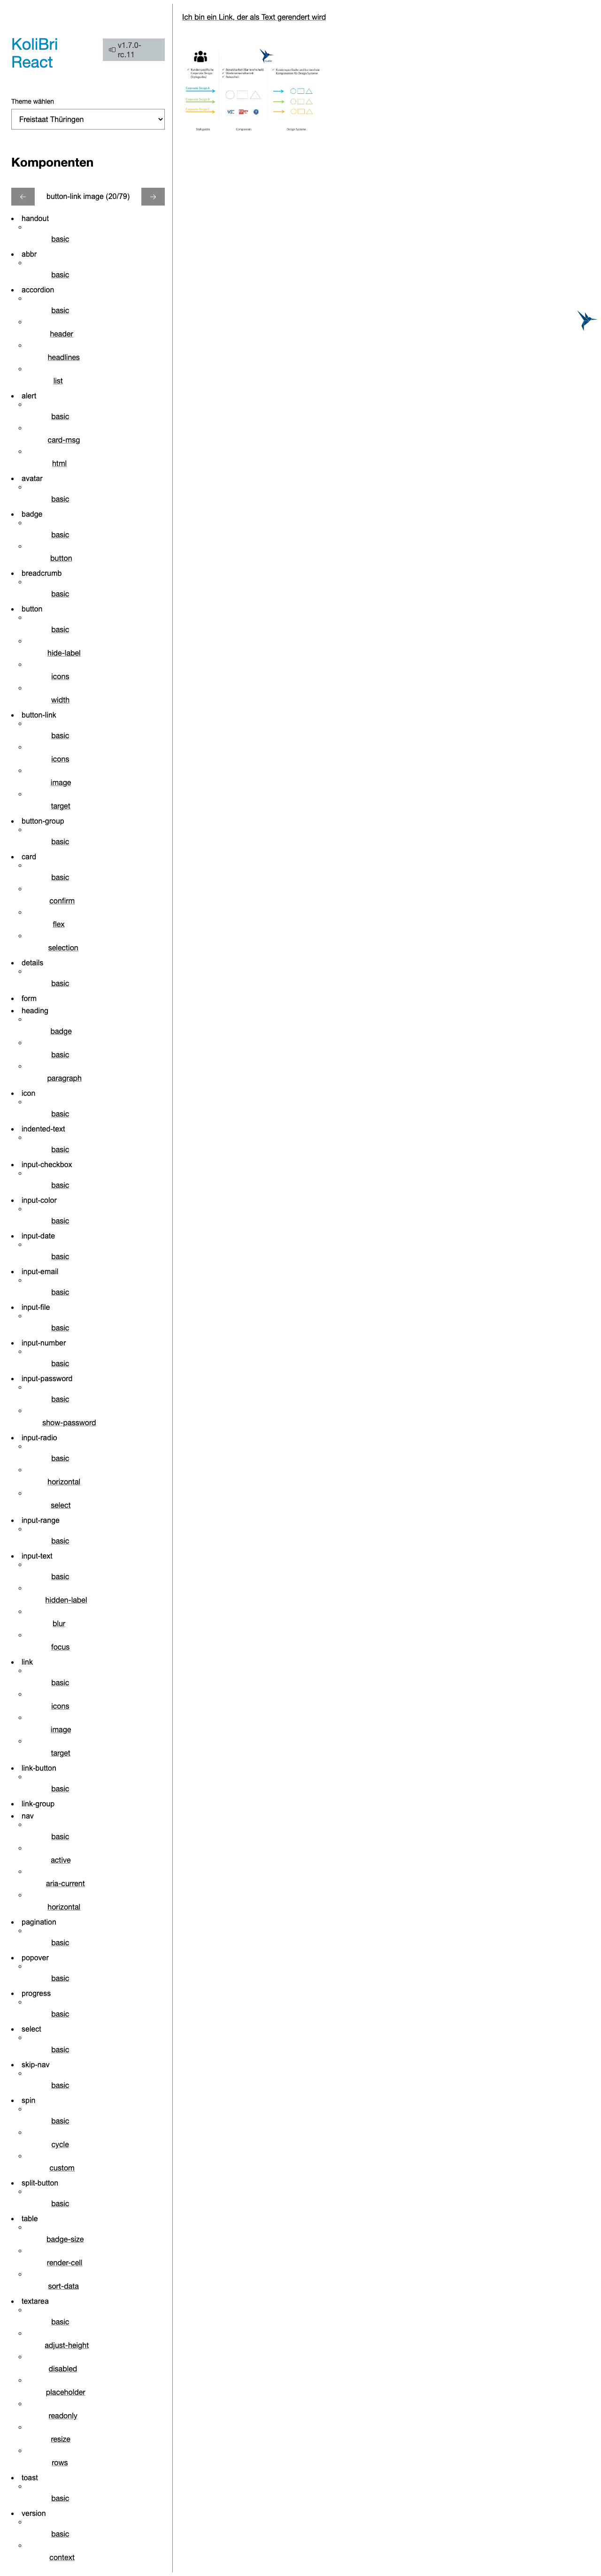 KoliBri
React
v1.7.0-
rc.11
Theme wählen
Freistaat Thüringen
Komponenten
button-link image (20/79)
handout
basic
abbr
basic
accordion
basic
header
headlines
list
alert
basic
card-msg
html
avatar
basic
badge
basic
button
breadcrumb
basic
button
basic
hide-label
icons
width
button-link
basic
icons
image
target
button-group
basic
card
basic
confirm
flex
selection
details
basic
form
heading
badge
basic
paragraph
icon
basic
indented-text
basic
input-checkbox
basic
input-color
basic
input-date
basic
input-email
basic
input-file
basic
input-number
basic
input-password
basic
show-password
input-radio
basic
horizontal
select
input-range
basic
input-text
basic
hidden-label
blur
focus
link
basic
icons
image
target
link-button
basic
link-group
nav
basic
active
aria-current
horizontal
pagination
basic
popover
basic
progress
basic
select
basic
skip-nav
basic
spin
basic
cycle
custom
split-button
basic
table
badge-size
render-cell
sort-data
textarea
basic
adjust-height
disabled
placeholder
readonly
resize
rows
toast
basic
version
basic
context
Ich bin ein Link, der als Text gerendert wird